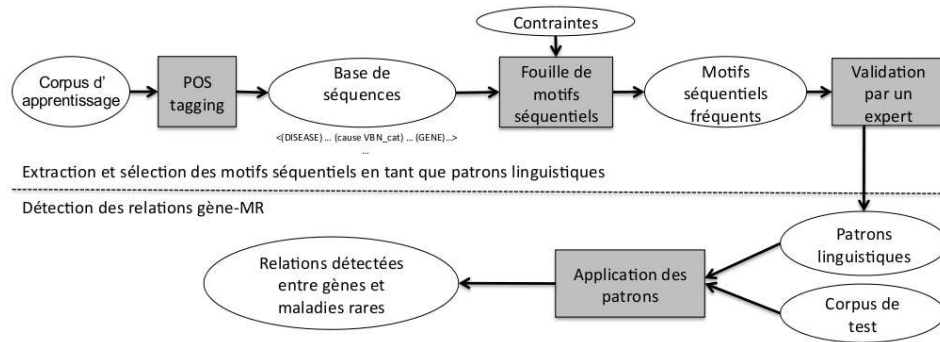 Contraintes
Corpus d'
apprentissage
POS
tagging
Base de
séquences
<(DISEASE) ... (cause VBN_cat) ... (GENE)...>
...
Fouille de
motifs
séquentiels
Motifs
séquentiels
fréquents
Validation
par un
expert
Extraction et sélection des motifs séquentiels en tant que patrons linguistiques
Détection des relations gène-MR
Patrons
linguistiques
Relations détectées
entre gènes et
maladies rares
Application des
patrons
Corpus de
test